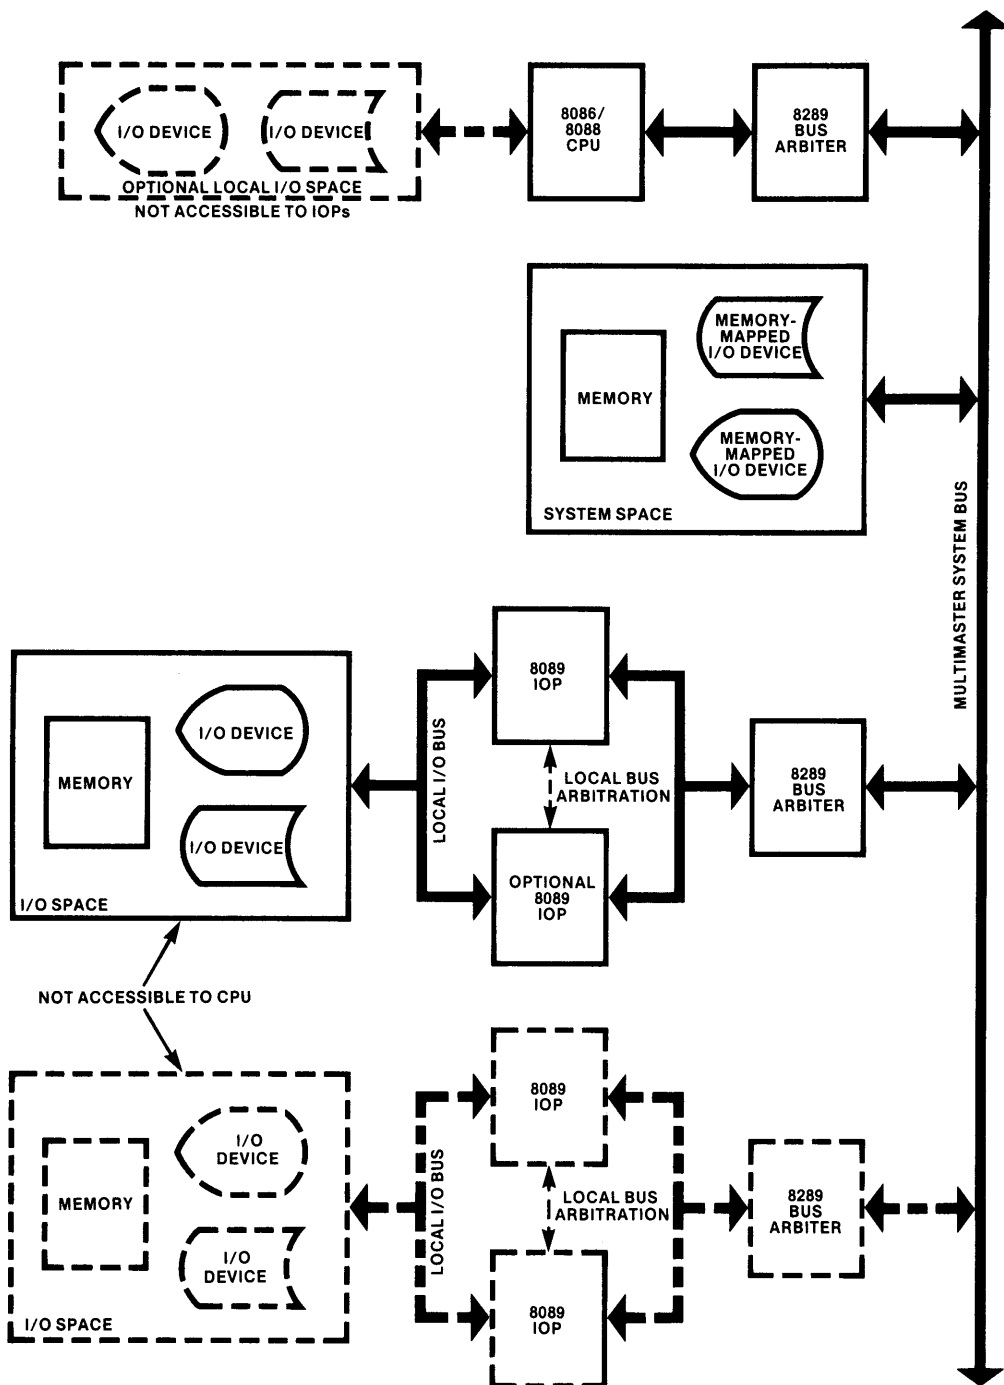 I/O DEVICE
I/O DEVICE
OPTIONAL LOCAL I/O SPACE
NOT ACCESSIBLE TO IOPs
8086/
8088
CPU
8289
BUS
ARBITER
MEMORY
MEMORY-
MAPPED
I/O DEVICE
MEMORY-
MAPPED
I/O DEVICE
SYSTEM SPACE
MULTIMASTER SYSTEM BUS
MEMORY
I/O DEVICE
I/O DEVICE
I/O SPACE
LOCAL I/O BUS
8089
IOP
LOCAL BUS
ARBITRATION
OPTIONAL
8089
IOP
8289
BUS
ARBITER
NOT ACCESSIBLE TO CPU
MEMORY
I/O
DEVICE
I/O
DEVICE
I/O SPACE
LOCAL I/O BUS
8089
IOP
LOCAL BUS
ARBITRATION
8089
IOP
8289
BUS
ARBITER